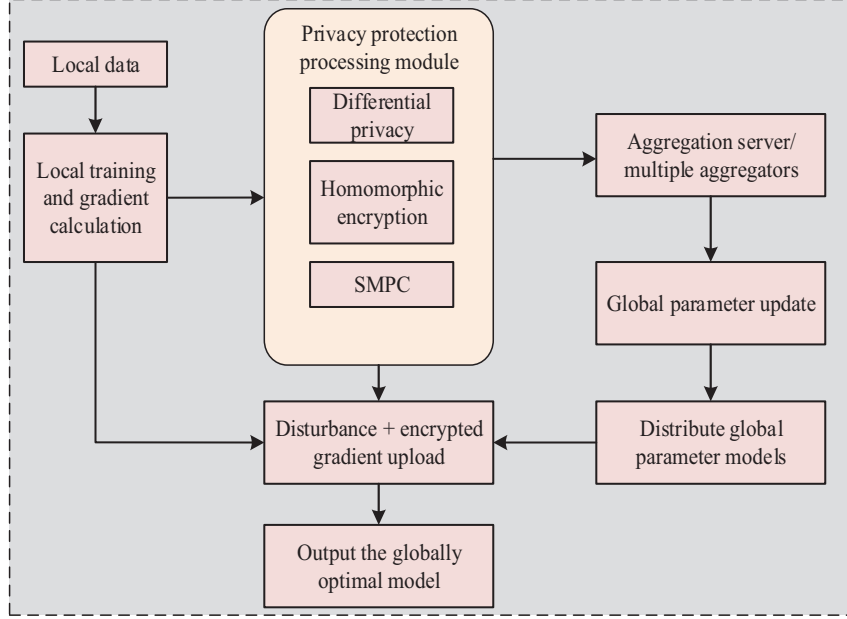 Local data
Local training
and gradient
calculation
Privacy protection
processing module
Differential
privacy
Homomorphic
encryption
SMPC
Aggregation server/
multiple aggregators
Global parameter update
Distribute global
parameter models
Disturbance + encrypted
gradient upload
Output the globally
optimal model